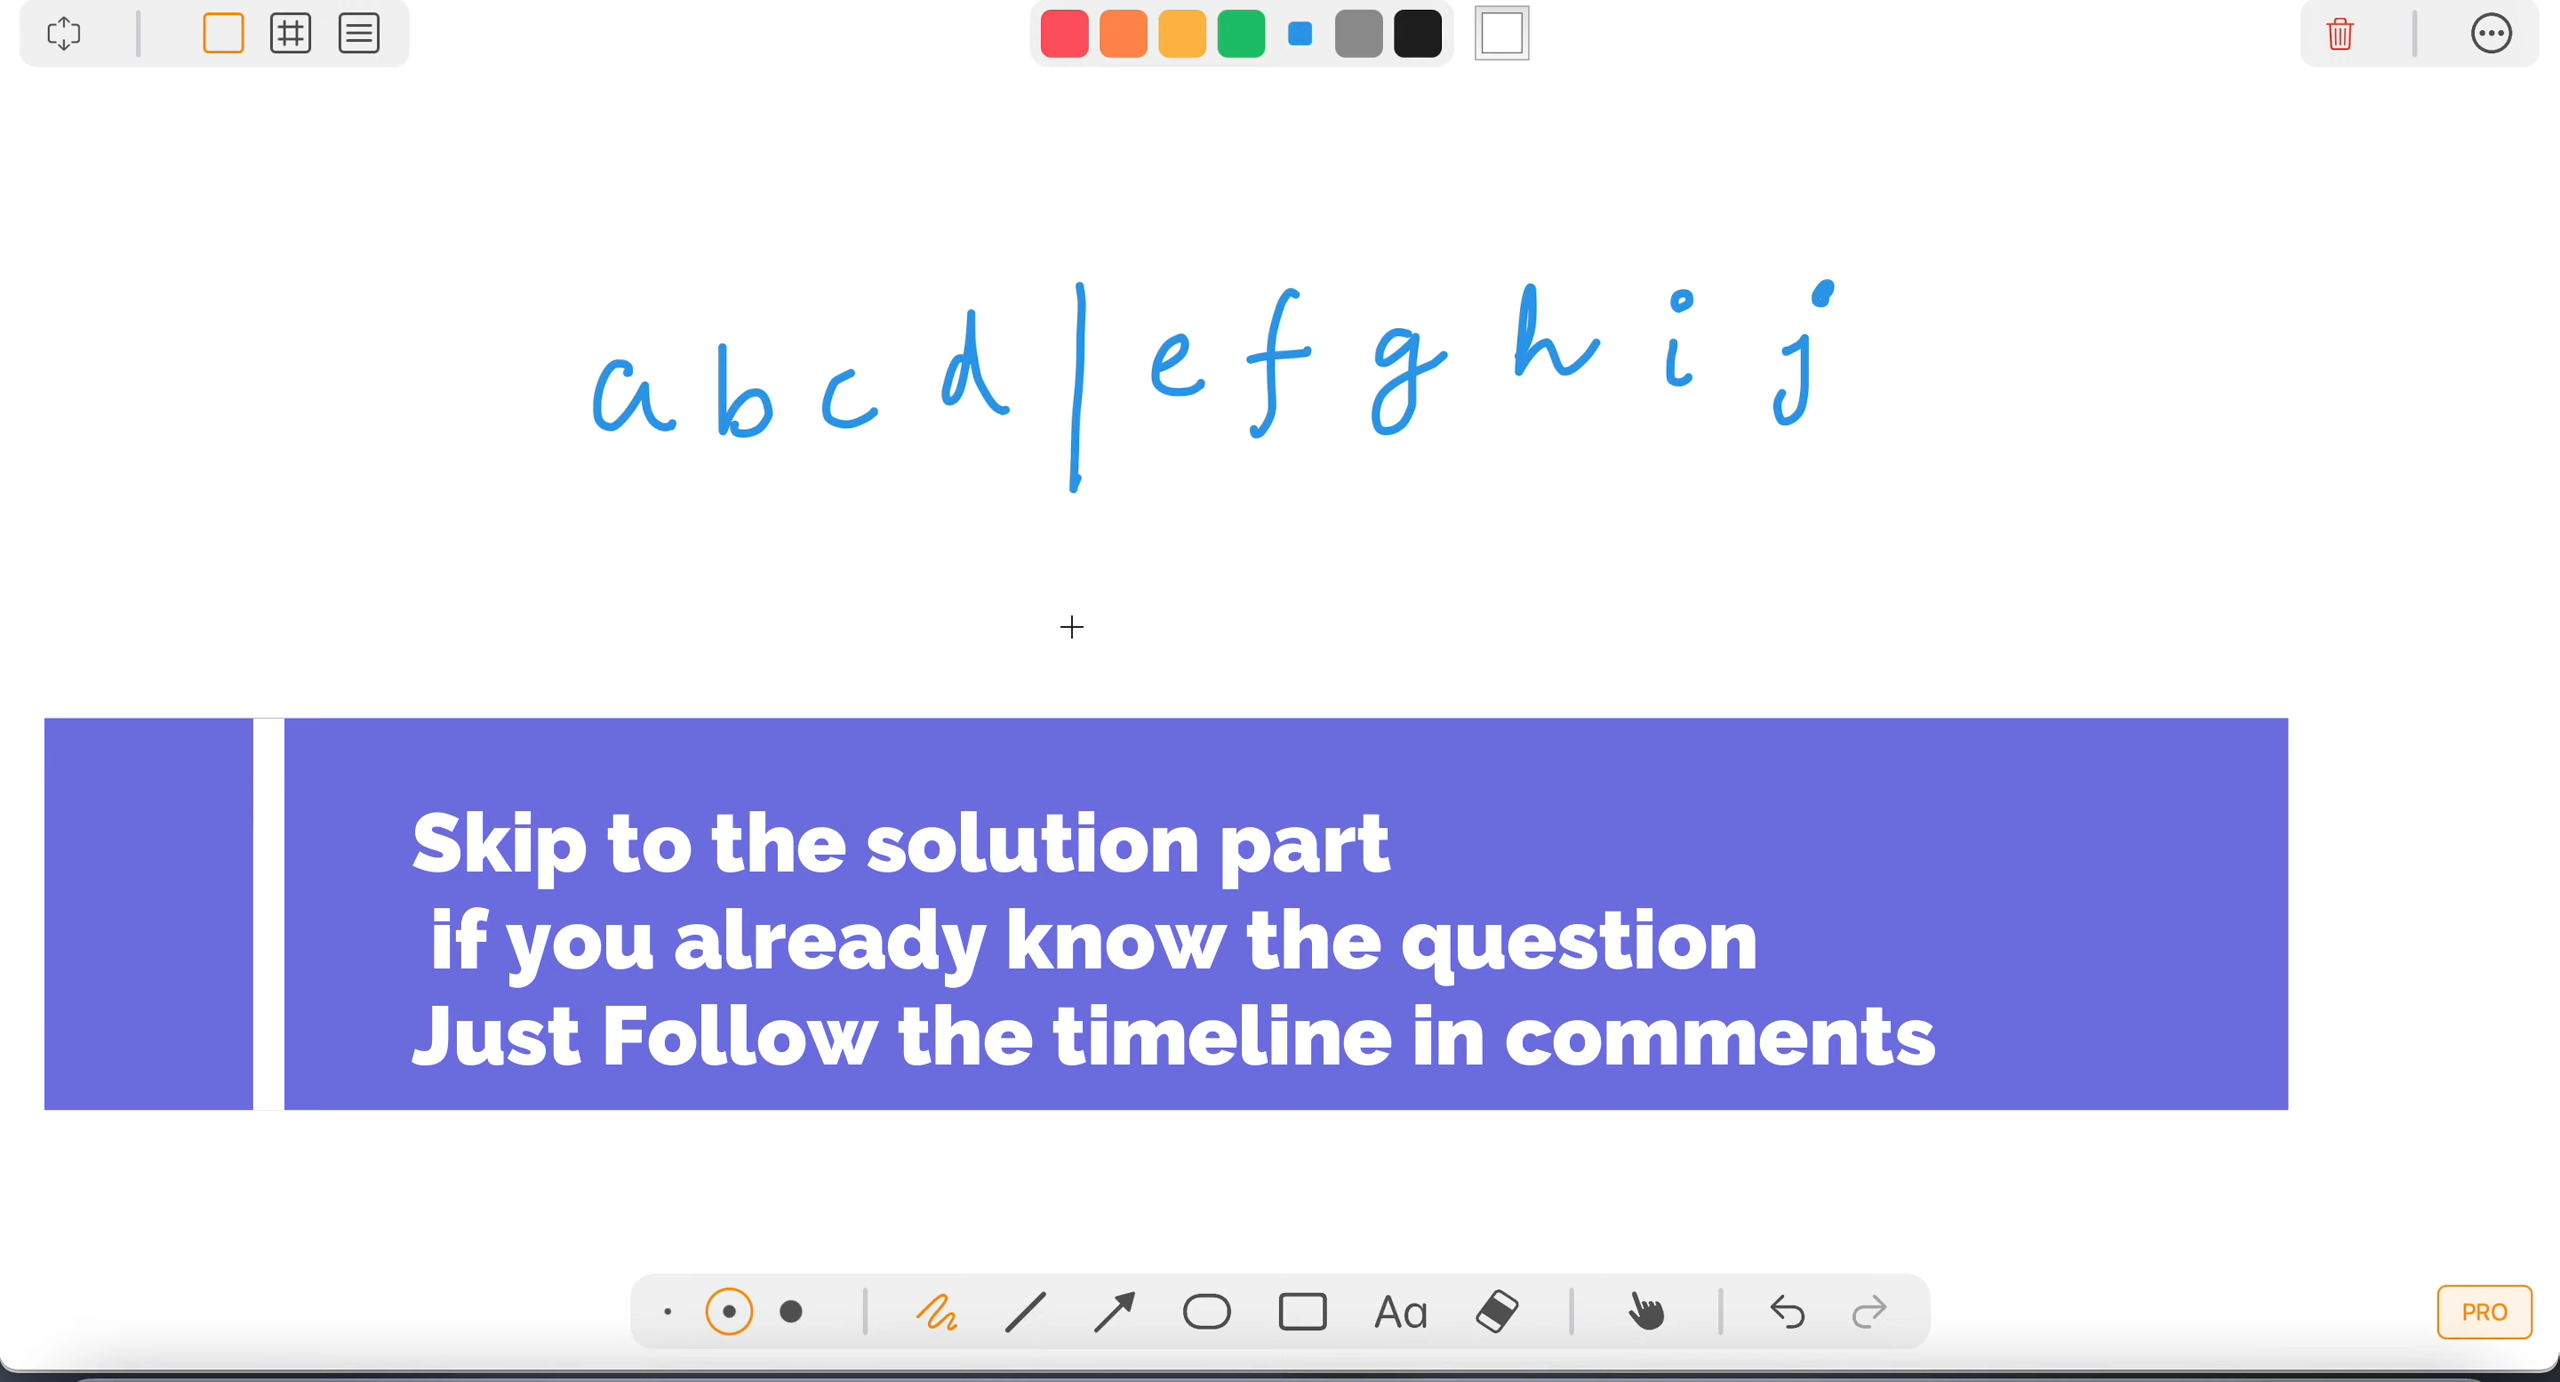 a b c d | e f g h i j
Skip to the solution part
if you already know the question
Just Follow the timeline in comments
Aa
PRO